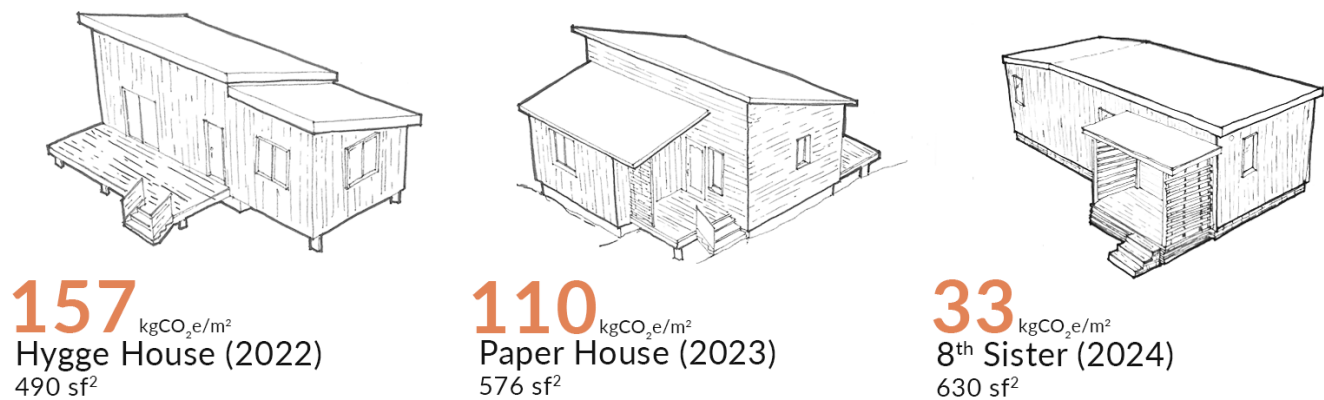 157 kgCO₂e/m²
Hygge House (2022)
490 sf²
110 kgCO₂e/m²
Paper House (2023)
576 sf²
33 kgCO₂e/m²
8ᵗʰ Sister (2024)
630 sf²